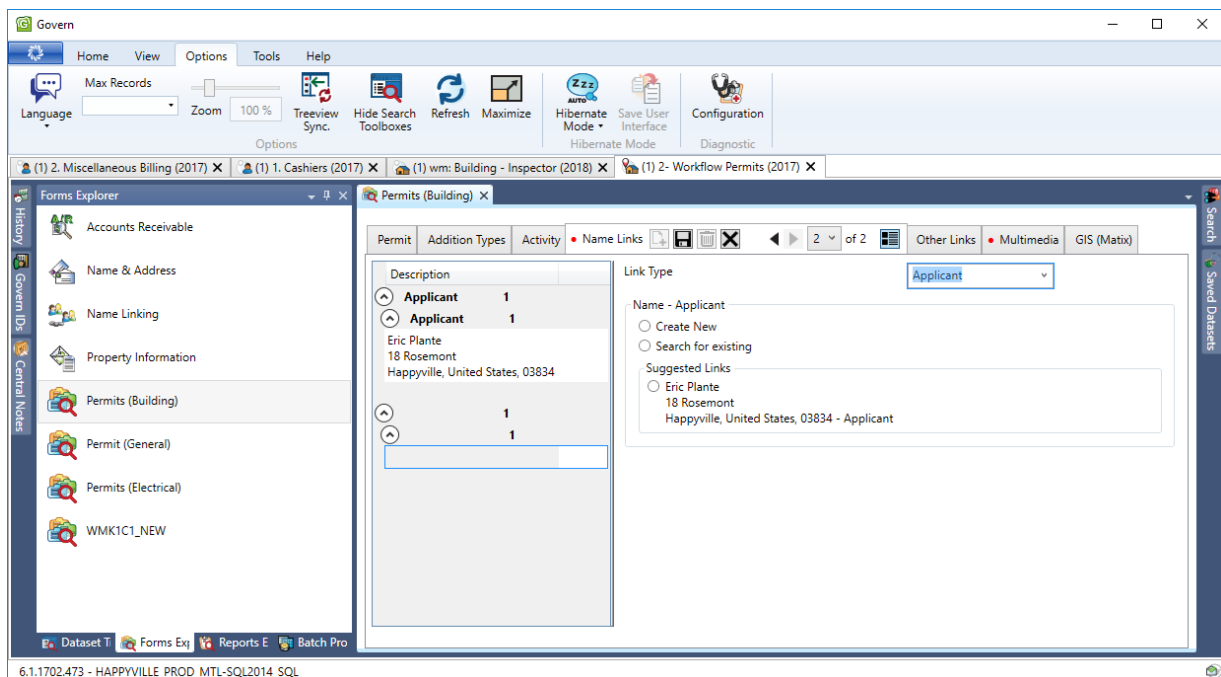 Govern
Home View Options Tools Help
Language
Max Records
Zoom 100 %
Treeview Sync.
Hide Search Toolboxes
Refresh
Maximize
Options
Zzz
AUTO
Hibernate Mode
Save User Interface
Hibernate Mode
Configuration
Diagnostic
(1) 2. Miscellaneous Billing (2017) (1) 1. Cashiers (2017) (1) wm: Building - Inspector (2018) (1) 2- Workflow Permits (2017)
History
Govern IDs
Central Notes
Forms Explorer
A/R
Accounts Receivable
Name & Address
Name Linking
Property Information
Permits (Building)
Permit (General)
Permits (Electrical)
WMK1C1_NEW
Dataset T Forms Exp Reports E Batch Pro
Permits (Building)
Permit Addition Types Activity Name Links 2 of 2 Other Links Multimedia GIS (Matix)
Description
Applicant 1
Applicant 1
Eric Plante
18 Rosemont
Happyville, United States, 03834
1
1
Link Type Applicant
Name - Applicant
Create New
Search for existing
Suggested Links
Eric Plante
18 Rosemont
Happyville, United States, 03834 - Applicant
Search
Saved Datasets
6.1.1702.473 - HAPPYVILLE PROD MTL-SQL2014 SQL